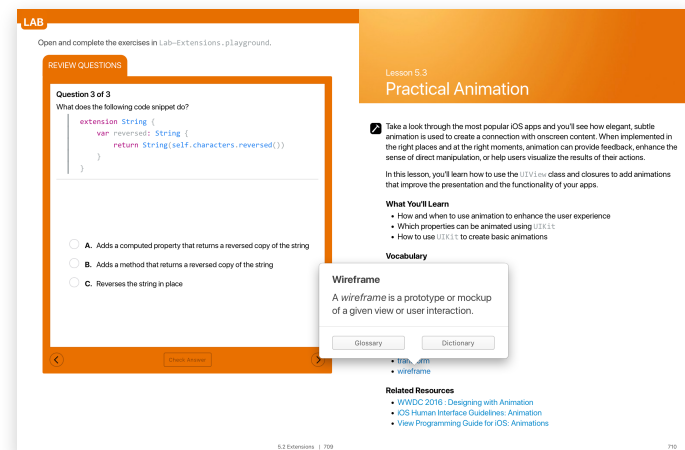 LAB
Open and complete the exercises in Lab-Extensions.playground.
REVIEW QUESTIONS
Question 3 of 3
What does the following code snippet do?
extension String {
var reversed: String {
return String(self.characters.reversed())
}
}
A. Adds a computed property that returns a reversed copy of the string
B. Adds a method that returns a reversed copy of the string
C. Reverses the string in place
Check Answer
5.2 Extensions | 709
Lesson 5.3
Practical Animation
Take a look through the most popular iOS apps and you'll see how elegant, subtle
animation is used to create a connection with onscreen content. When implemented in
the right places and at the right moments, animation can provide feedback, enhance the
sense of direct manipulation, or help users visualize the results of their actions.
In this lesson, you'll learn how to use the UIView class and closures to add animations
that improve the presentation and the functionality of your apps.
What You'll Learn
• How and when to use animation to enhance the user experience
• Which properties can be animated using UIKit
• How to use UIKit to create basic animations
Vocabulary
Wireframe
A wireframe is a prototype or mockup
of a given view or user interaction.
Glossary
Dictionary
• wireframe
Related Resources
• WWDC 2016 : Designing with Animation
• iOS Human Interface Guidelines: Animation
• View Programming Guide for iOS: Animations
710